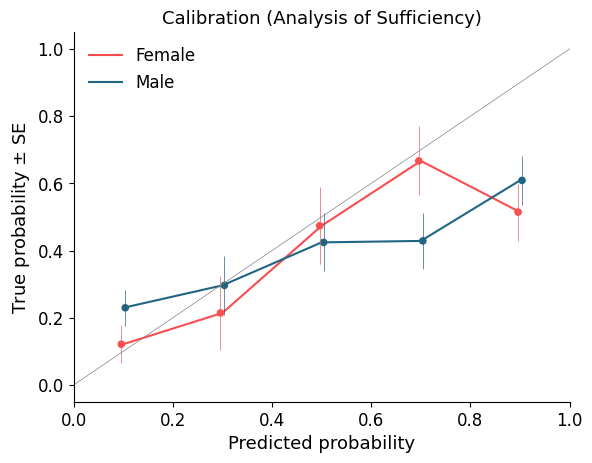 Calibration (Analysis of Sufficiency)
Female
Male
True probability ± SE
1.0
0.8
0.6
0.4
0.2
0.0
0.0 0.2 0.4 0.6 0.8 1.0
Predicted probability